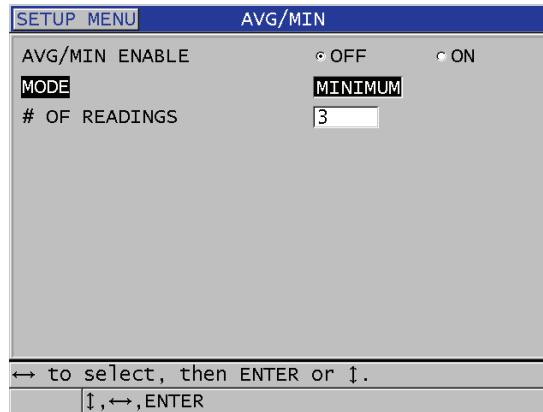 SETUP MENU AVG/MIN
AVG/MIN ENABLE OFF ON
MODE MINIMUM
# OF READINGS 3
↔ to select, then ENTER or ↕.
↕,↔,ENTER